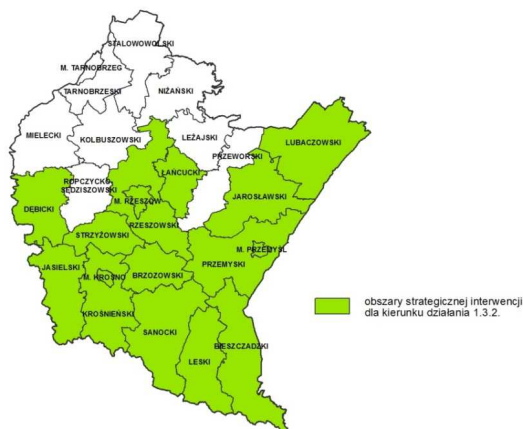 STALOWOWOLSKI
M. TARNOBRZEG
TARNOBRZESKI
NIŻAŃSKI
MIELECKI
KOLBUSZOWSKI
LEŻAJSKI
PRZEWORSKI
LUBACZOWSKI
ROPCZYCKO
SĘDZISZOWSKI
ŁAŃCUCKI
DĘBICKI
M. RZESZÓW
JAROSŁAWSKI
RZESZOWSKI
STRZYŻOWSKI
M. PRZEMYŚL
JASIELSKI
M. KROSNO
BRZOZOWSKI
PRZEMYSKI
KROŚNIEŃSKI
SANOCKI
LESKI
BIESZCZADZKI
obszary strategicznej interwencji
dla kierunku działania 1.3.2.